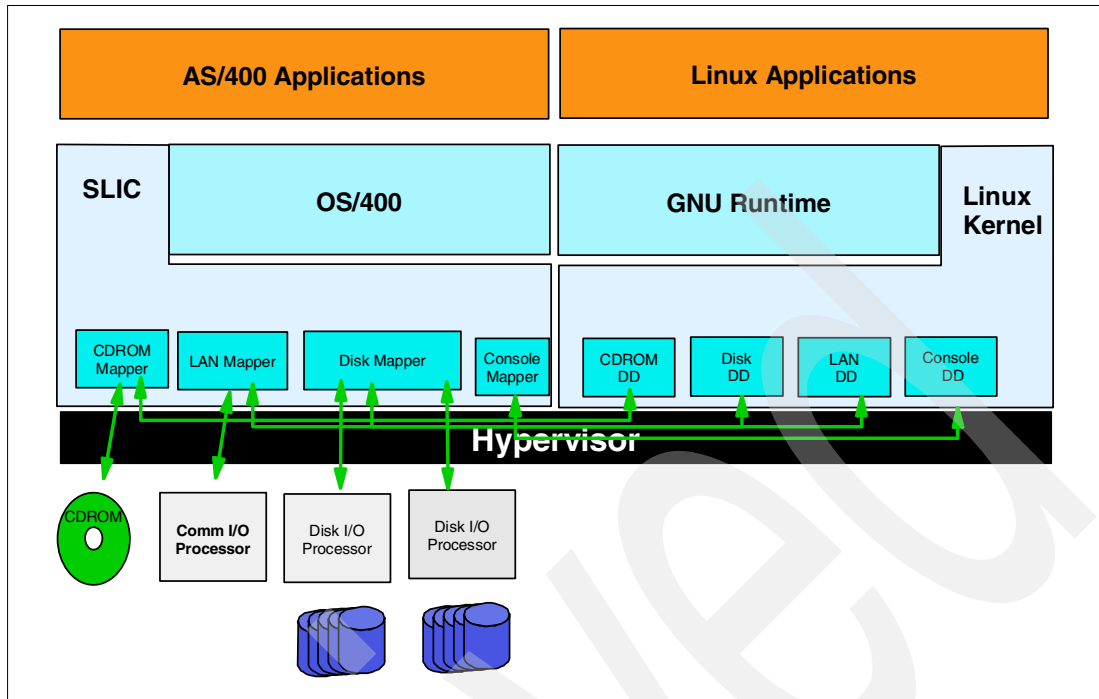 AS/400 Applications
Linux Applications
SLIC
OS/400
GNU Runtime
Linux
Kernel
CDROM
Mapper
LAN Mapper
Disk Mapper
Console
Mapper
CDROM
DD
Disk
DD
LAN
DD
Console
DD
Hypervisor
CDROM
Comm I/O
Processor
Disk I/O
Processor
Disk I/O
Processor